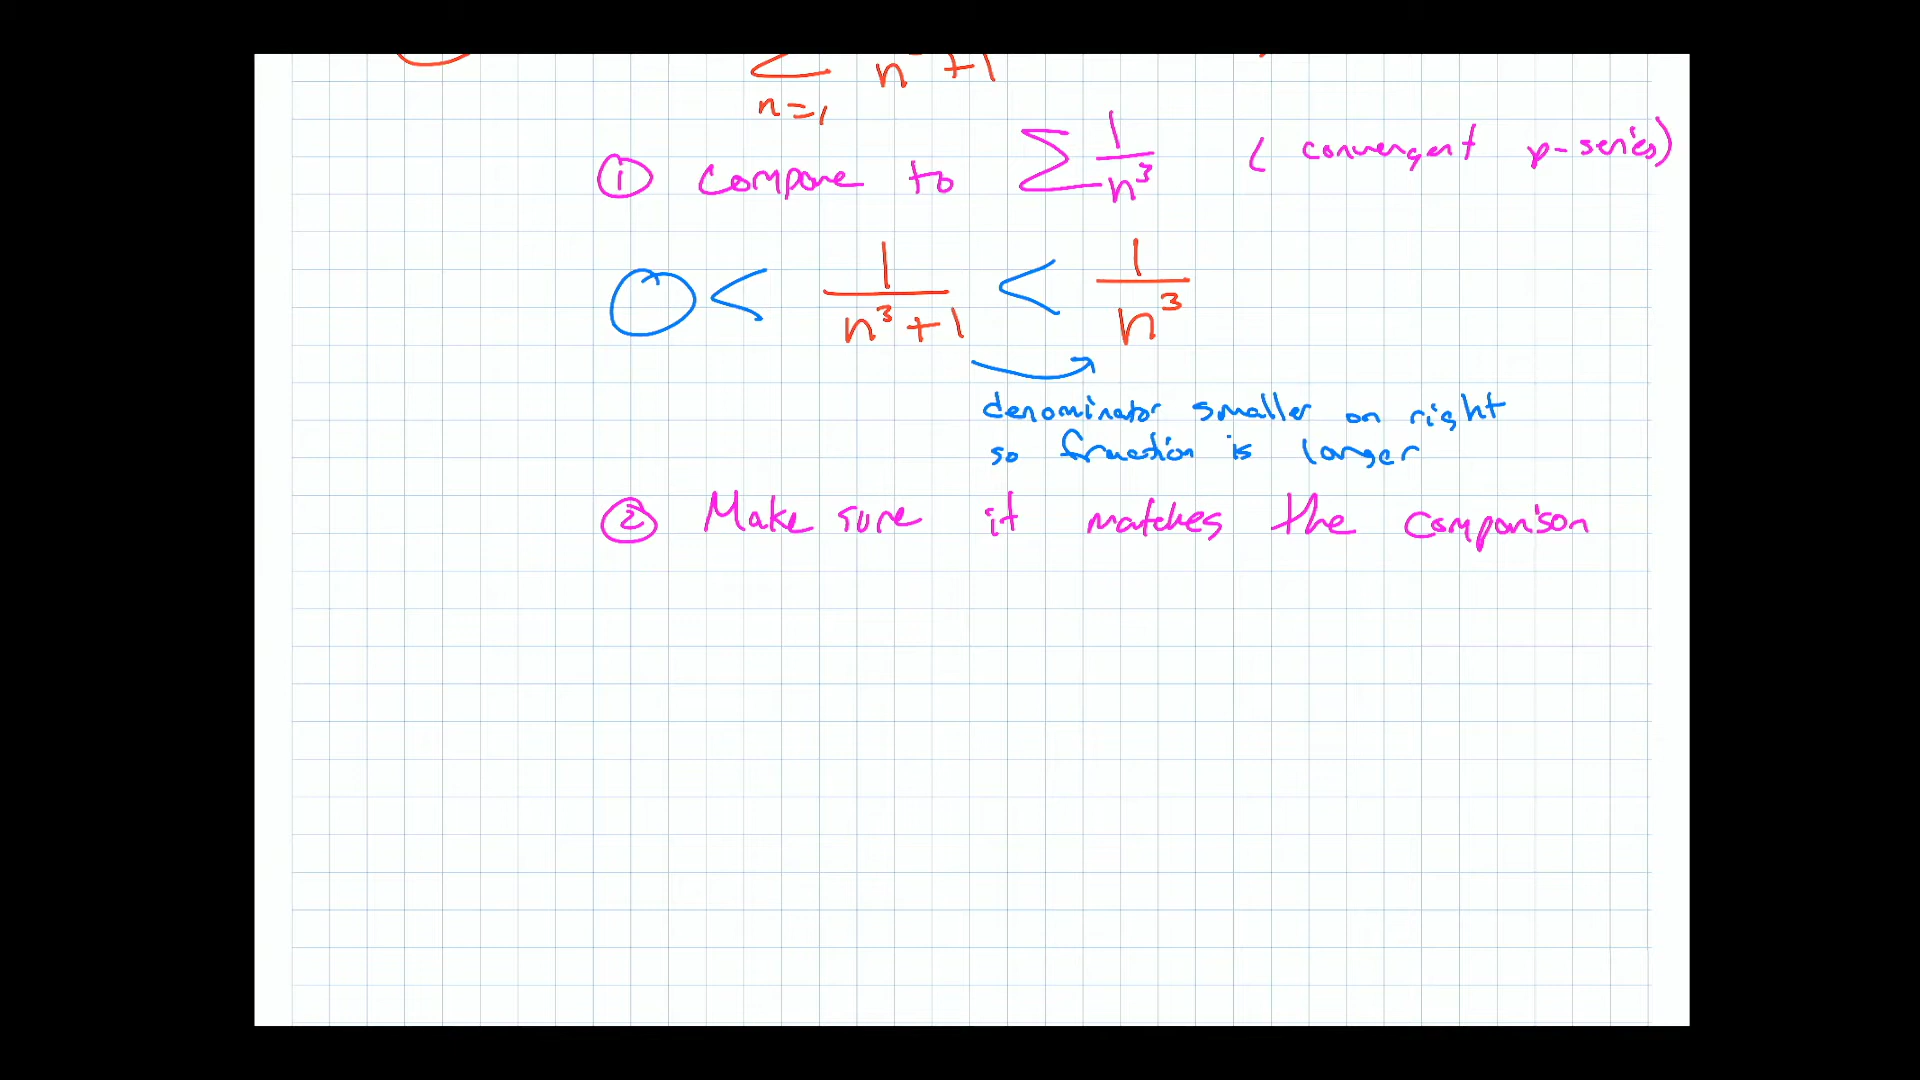 ∑ n +1
n=1
① Compare to ∑ 1/n³ (convergent p-series)
0 < 1/(n³+1) < 1/n³
denominator smaller on right
so fraction is larger
② Make sure it matches the comparison